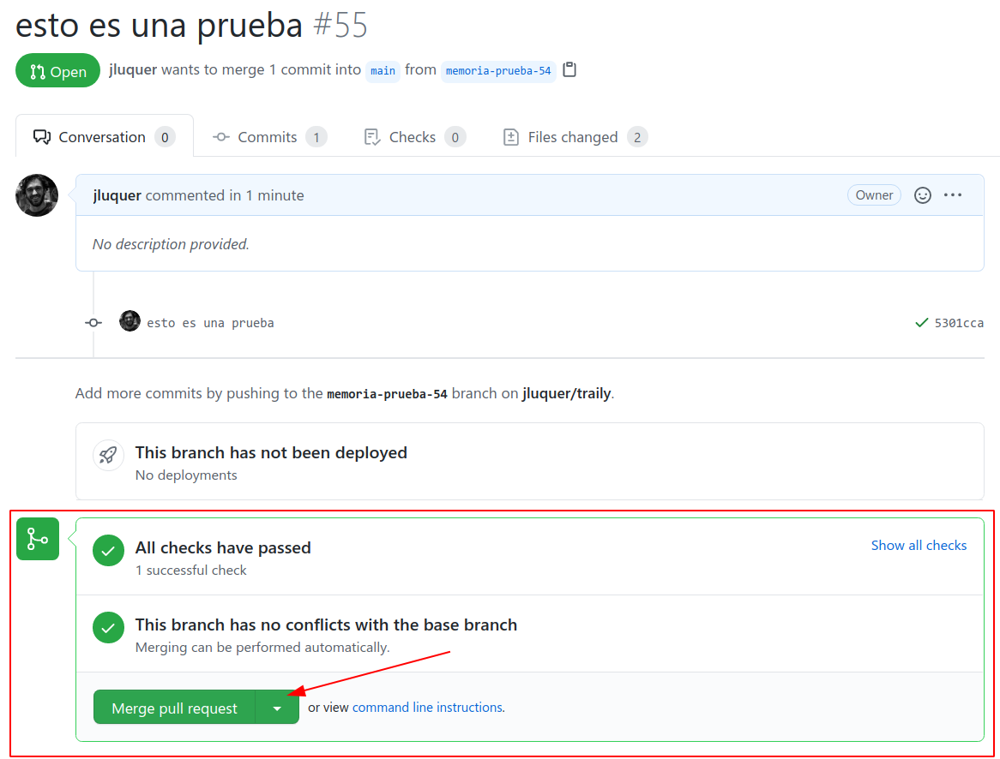 esto es una prueba #55
Open jluquer wants to merge 1 commit into main from memoria-prueba-54
Conversation 0 Commits 1 Checks 0 Files changed 2
jluquer commented in 1 minute Owner
No description provided.
esto es una prueba 5301cca
Add more commits by pushing to the memoria-prueba-54 branch on jluquer/traily.
This branch has not been deployed
No deployments
All checks have passed Show all checks
1 successful check
This branch has no conflicts with the base branch
Merging can be performed automatically.
Merge pull request or view command line instructions.